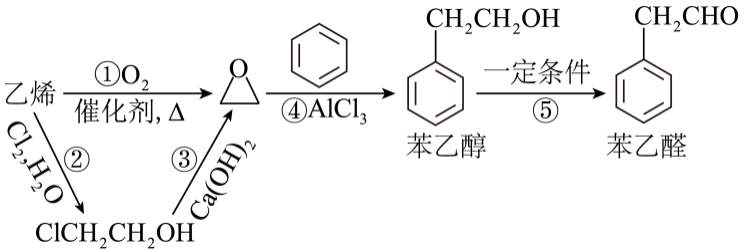 CH₂CH₂OH
CH₂CHO
乙烯 ①O₂ 催化剂,Δ O ④AlCl₃ 一定条件 ⑤
苯乙醇
苯乙醛
Cl₂,H₂O ② ③ Ca(OH)₂
ClCH₂CH₂OH